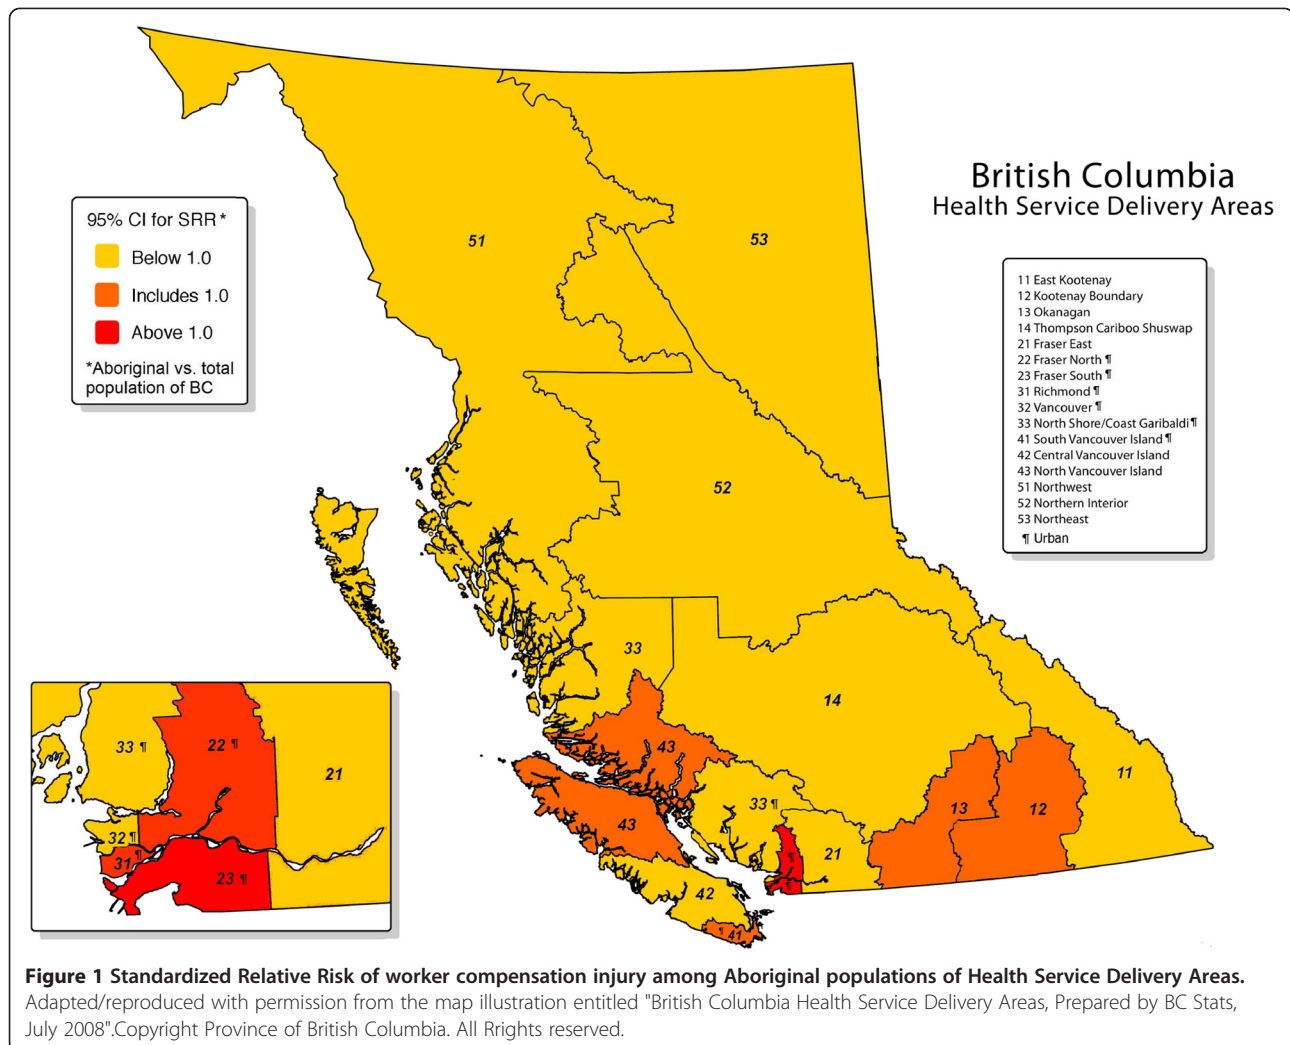 British Columbia
Health Service Delivery Areas
95% CI for SRR *
Below 1.0
Includes 1.0
Above 1.0
*Aboriginal vs. total
population of BC
11 East Kootenay
12 Kootenay Boundary
13 Okanagan
14 Thompson Cariboo Shuswap
21 Fraser East
22 Fraser North ¶
23 Fraser South ¶
31 Richmond ¶
32 Vancouver ¶
33 North Shore/Coast Garibaldi ¶
41 South Vancouver Island ¶
42 Central Vancouver Island
43 North Vancouver Island
51 Northwest
52 Northern Interior
53 Northeast
¶ Urban
51
53
52
33
14
43
11
33 ¶
13
12
43
¶
21
¶
42
¶ 41
33 ¶
22 ¶
21
32 ¶
31 ¶
23 ¶
Figure 1 Standardized Relative Risk of worker compensation injury among Aboriginal populations of Health Service Delivery Areas.
Adapted/reproduced with permission from the map illustration entitled "British Columbia Health Service Delivery Areas, Prepared by BC Stats,
July 2008".Copyright Province of British Columbia. All Rrights reserved.